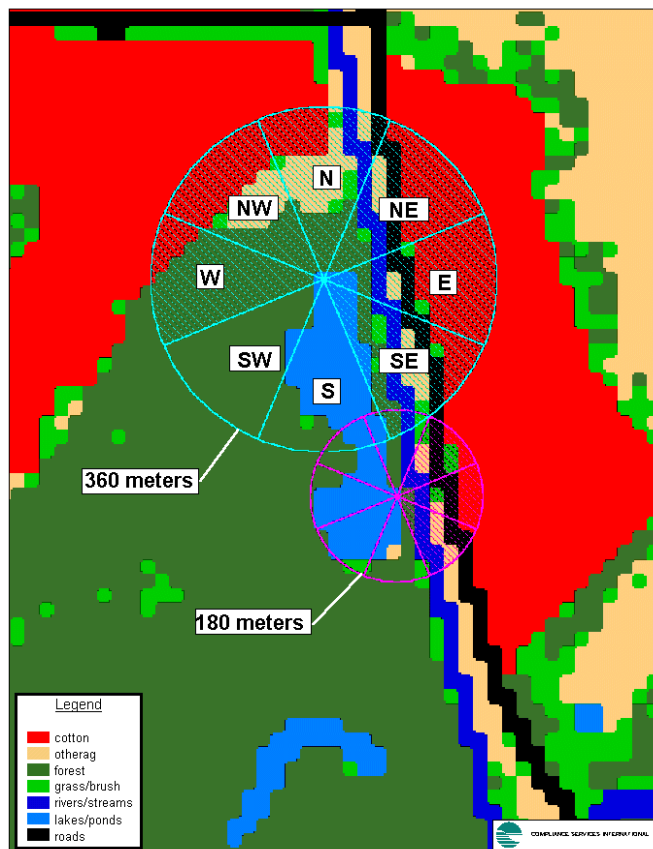 N
NW
NE
W
E
SW
SE
S
360 meters
180 meters
Legend
cotton
otherag
forest
grass/brush
rivers/streams
lakes/ponds
roads
COMPLIANCE SERVICES INTERNATIONAL